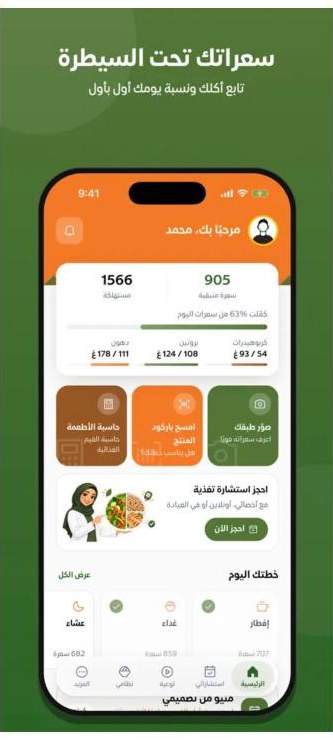 سعراتك تحت السيطرة
تابع أكلك ونسبة يومك أول بأول
9:41
مرحبًا بك، محمد
905
سعرة متبقية
1566
مستهلكة
كمّلت 63% من سعرات اليوم
كربوهيدرات
54 / 93 غ
بروتين
108 / 124 غ
دهون
111 / 178 غ
صوّر طبقك
اعرف سعراته فورًا
امسح باركود المنتج
هل يناسب خطتك؟
حاسبة الأطعمة
حاسبة القيم الغذائية
احجز استشارة تغذية
مع أخصائي، أونلاين أو في العيادة
احجز الآن
خطتك اليوم
عرض الكل
إفطار
707 سعرة
غداء
859 سعرة
عشاء
682 سعرة
الرئيسية
استشاراتي
توعية
نظامي
المزيد
منيو من تصميمي